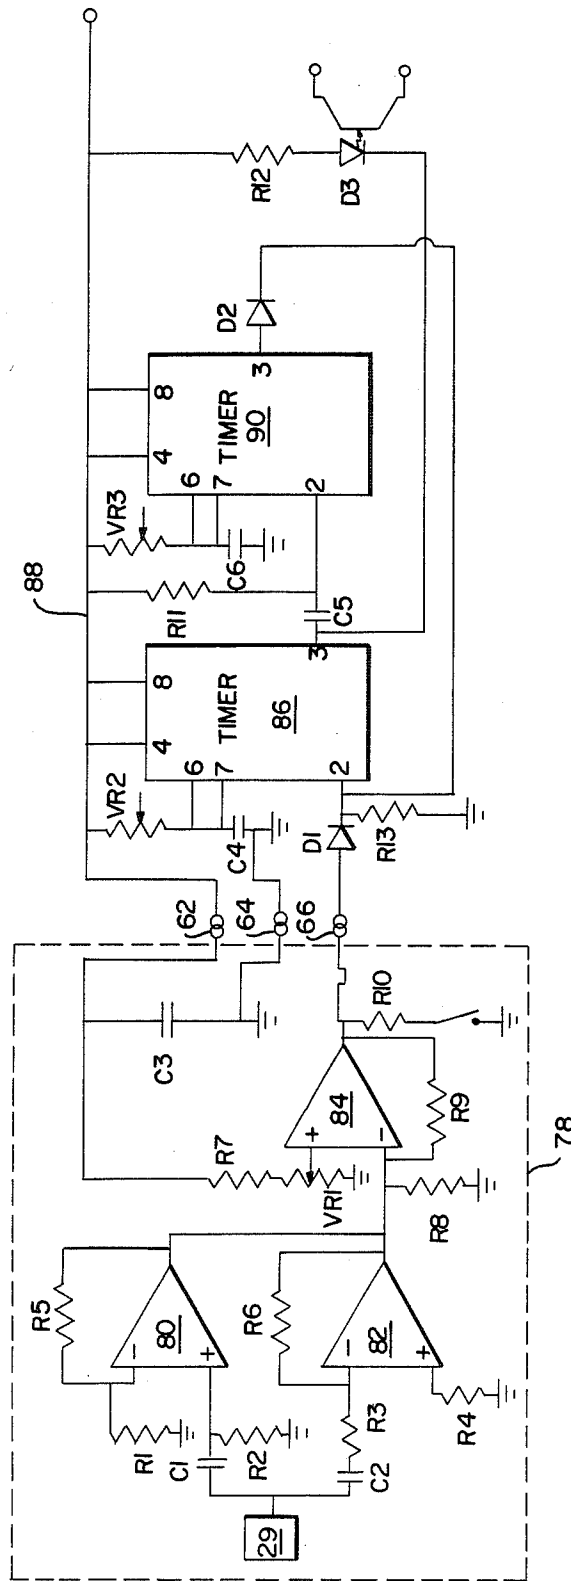 29
C1
C2
R1
R2
R3
R4
R5
R6
-
80
+
-
82
+
R7
VR1
R8
+
84
-
R9
R10
C3
78
62
64
66
88
VR2
C4
D1
R13
4
8
6
7
TIMER
86
2
3
R11
C5
VR3
C6
4
8
6
7
TIMER
90
2
3
D2
R12
D3